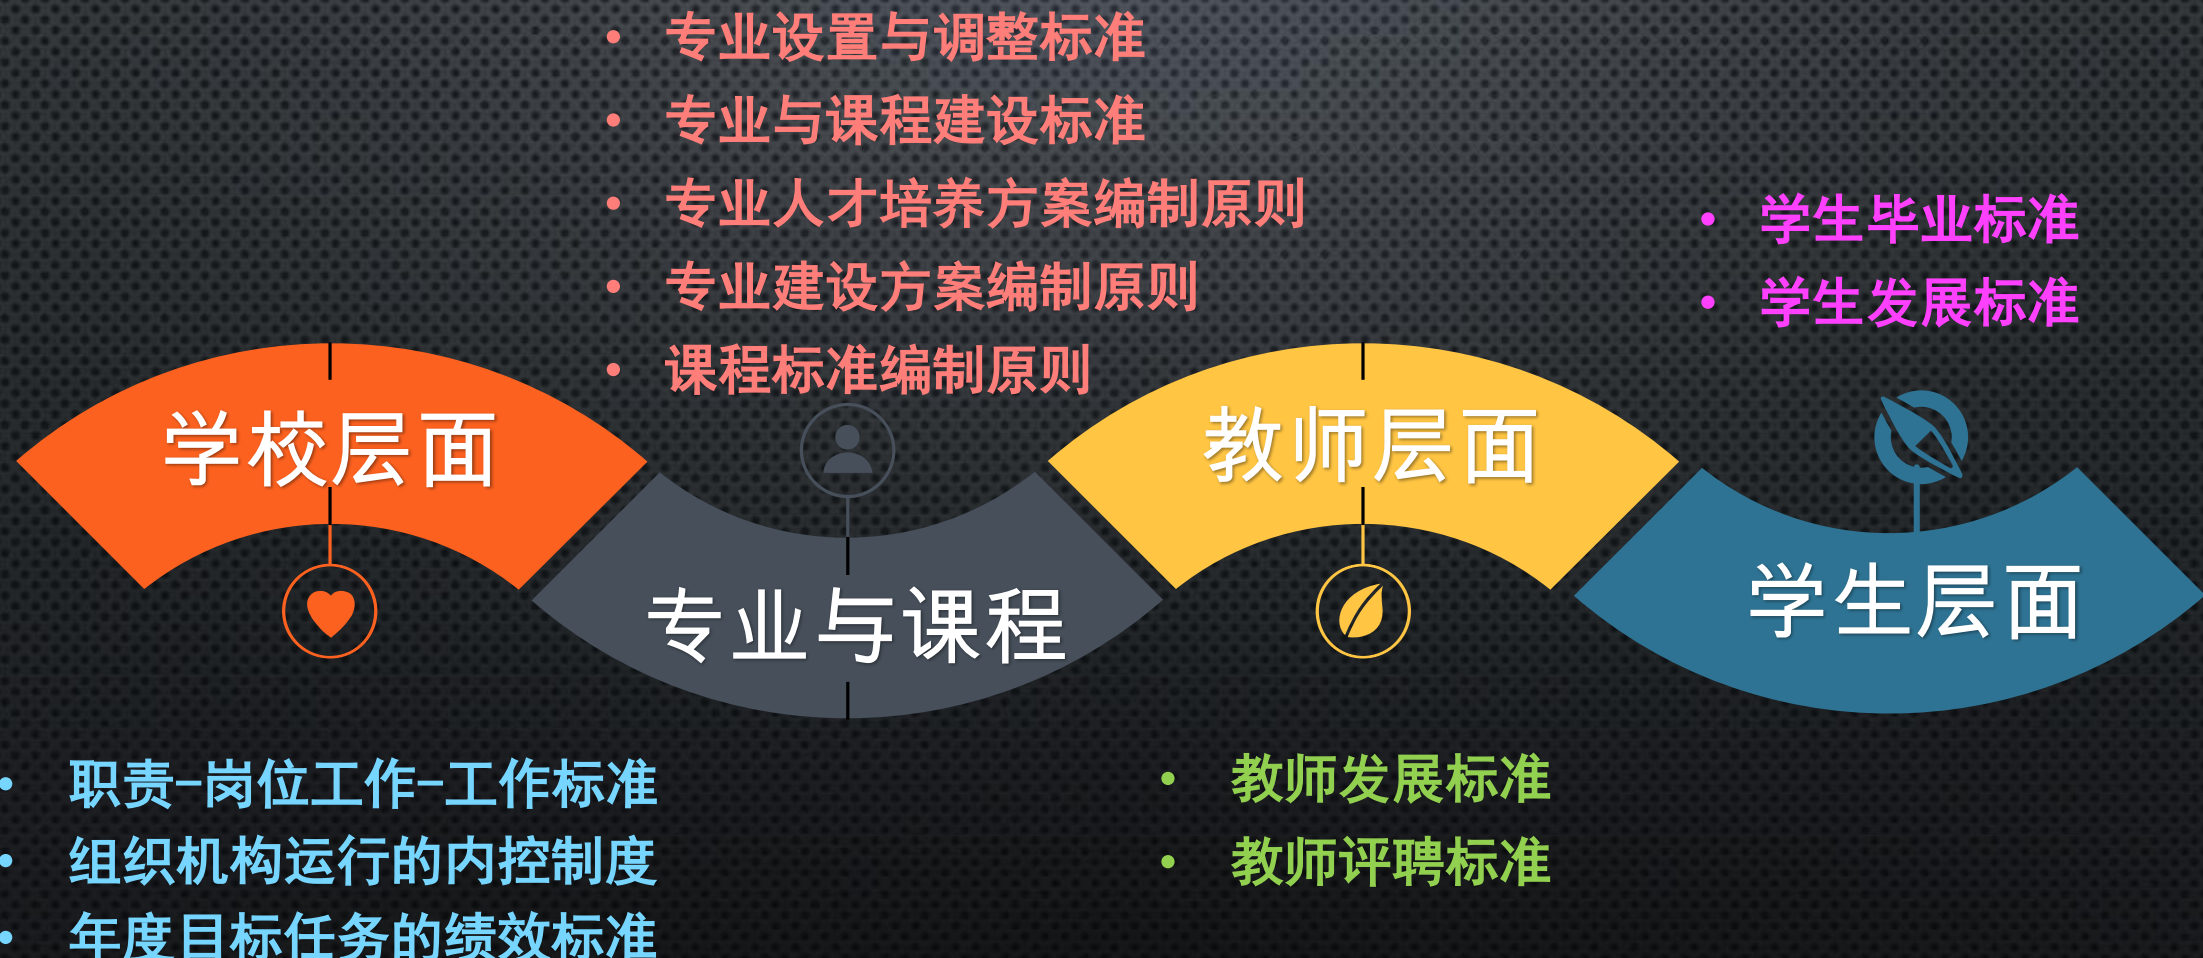 • 专业设置与调整标准
• 专业与课程建设标准
• 专业人才培养方案编制原则
• 专业建设方案编制原则
• 课程标准编制原则
• 学生毕业标准
• 学生发展标准
学校层面
专业与课程
教师层面
学生层面
• 职责–岗位工作–工作标准
• 组织机构运行的内控制度
• 年度目标任务的绩效标准
• 教师发展标准
• 教师评聘标准